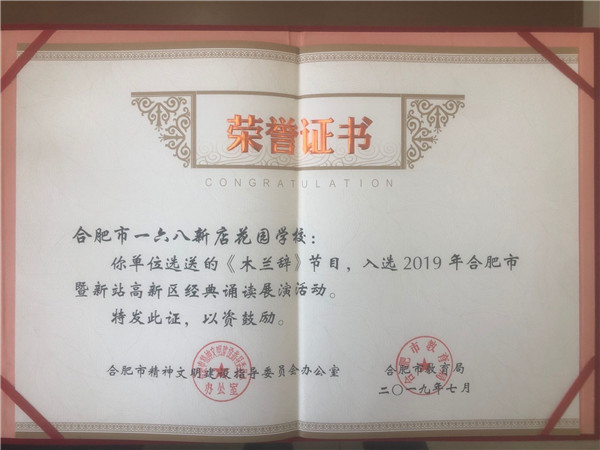 荣誉证书
CONGRATULATION
合肥市一六八新店花园学校：
你单位选送的《木兰辞》节目，入选2019年合肥市
暨新站高新区经典诵读展演活动。
特发此证，以资鼓励。
合肥市精神文明建设指导委员会办公室 合肥市教育局
办公室
二〇一九年七月